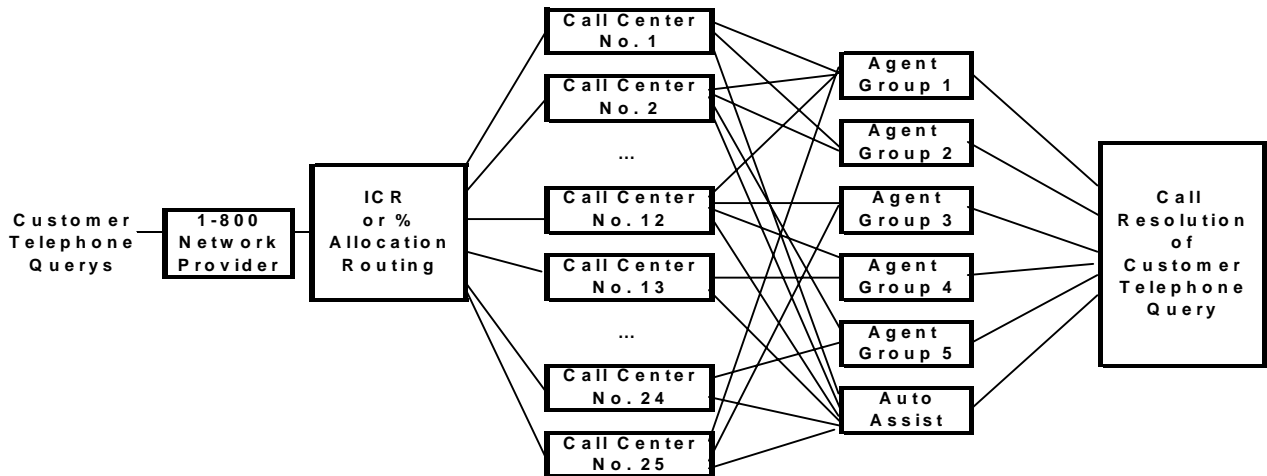 Customer
Telephone
Querys
1-800
Network
Provider
ICR
or %
Allocation
Routing
Call Center
No. 1
Call Center
No. 2
...
Call Center
No. 12
Call Center
No. 13
...
Call Center
No. 24
Call Center
No. 25
Agent
Group 1
Agent
Group 2
Agent
Group 3
Agent
Group 4
Agent
Group 5
Auto
Assist
Call
Resolution
of
Customer
Telephone
Query